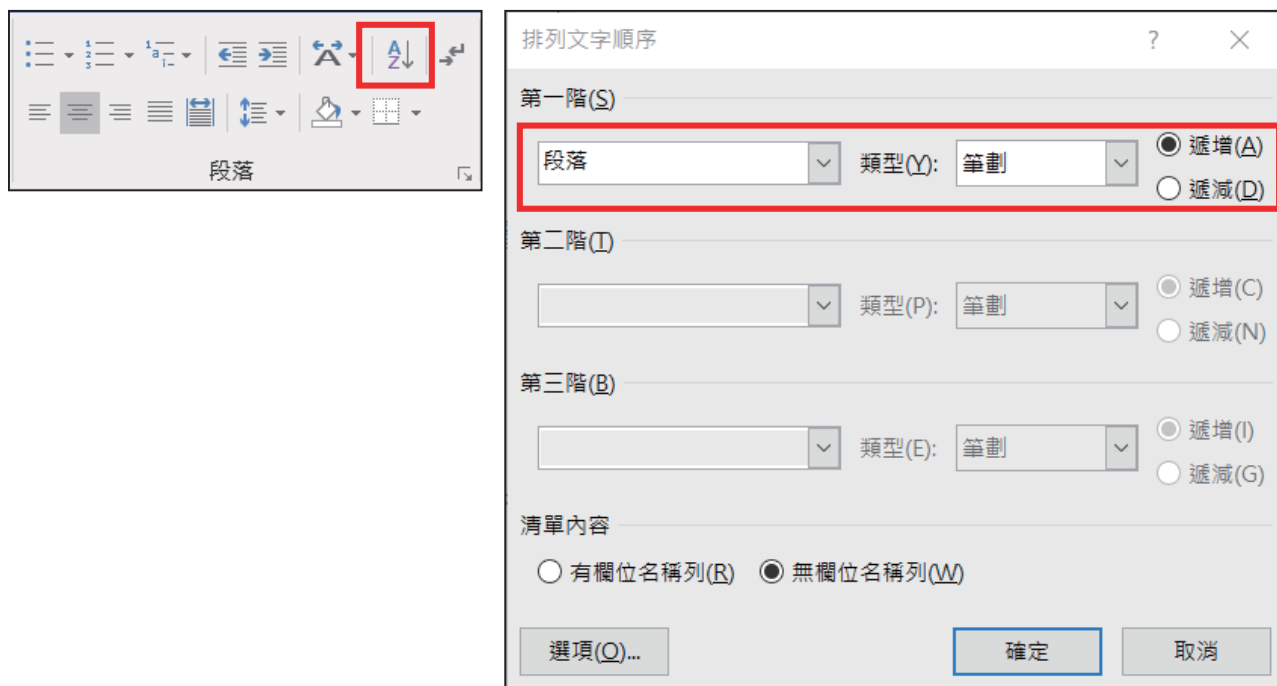 段落
排列文字順序
第一階(S)
段落 類型(Y): 筆劃 遞增(A)
遞減(D)
第二階(T)
類型(P): 筆劃 遞增(C)
遞減(N)
第三階(B)
類型(E): 筆劃 遞增(I)
遞減(G)
清單內容
有欄位名稱列(R) 無欄位名稱列(W)
選項(O)... 確定 取消